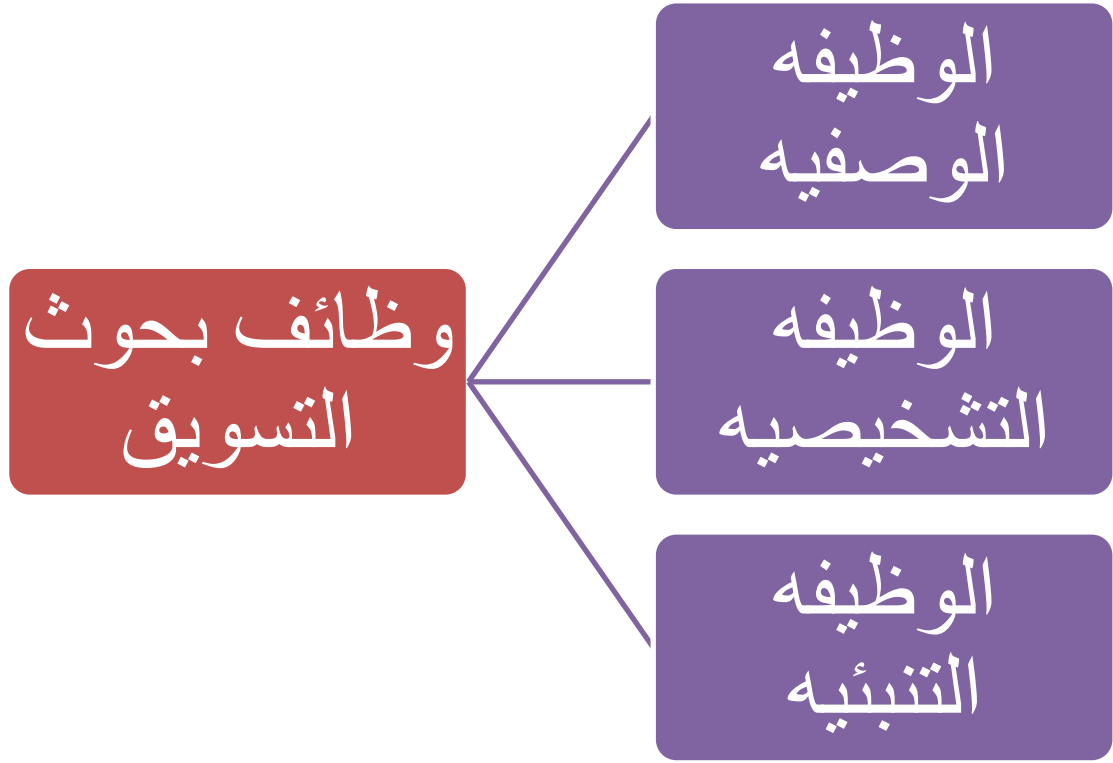 وظائف بحوث
التسويق
الوظيفه
الوصفيه
الوظيفه
التشخيصيه
الوظيفه
التنبئيه